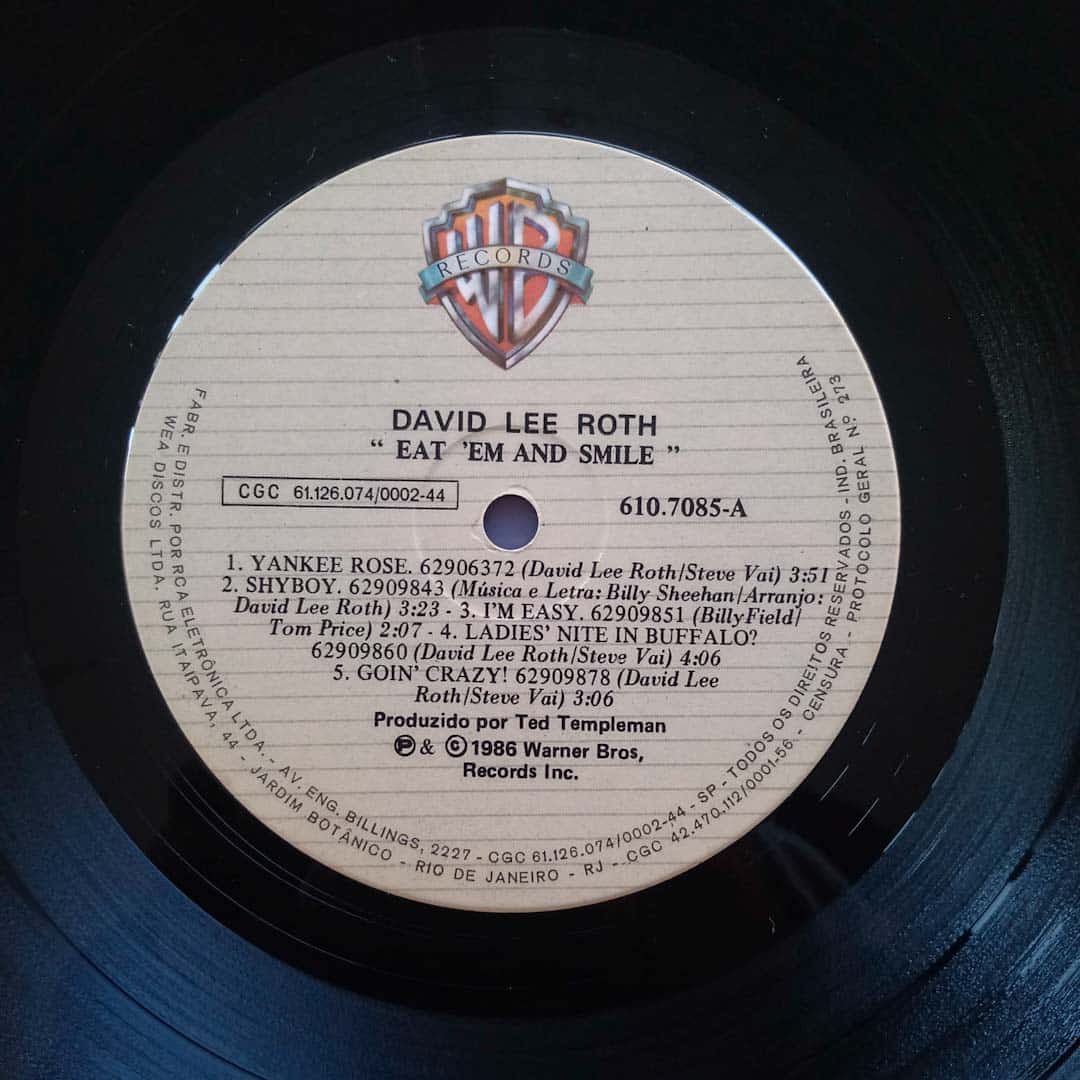 WB
RECORDS
DAVID LEE ROTH
“ EAT ’EM AND SMILE ”
CGC 61.126.074/0002-44
610.7085-A
1. YANKEE ROSE. 62906372 (David Lee Roth/Steve Vai) 3:51
2. SHYBOY. 62909843 (Música e Letra: Billy Sheehan/Arranjo:
David Lee Roth) 3:23 - 3. I’M EASY. 62909851 (BillyField/
Tom Price) 2:07 - 4. LADIES’ NITE IN BUFFALO?
62909860 (David Lee Roth/Steve Vai) 4:06
5. GOIN’ CRAZY! 62909878 (David Lee
Roth/Steve Vai) 3:06
Produzido por Ted Templeman
Ⓟ & © 1986 Warner Bros,
Records Inc.
FABR. E DISTR. POR RCA ELETRÔNICA LTDA. - AV. ENG. BILLINGS, 2227 - CGC 61.126.074/0002-44 - SP - TODOS OS DIREITOS RESERVADOS - IND. BRASILEIRA
WEA DISCOS LTDA. RUA ITAIPAVA, 44 - JARDIM BOTÂNICO - RIO DE JANEIRO - RJ - CGC 42.470.112/0001-56. - CENSURA - PROTOCOLO GERAL Nº 273